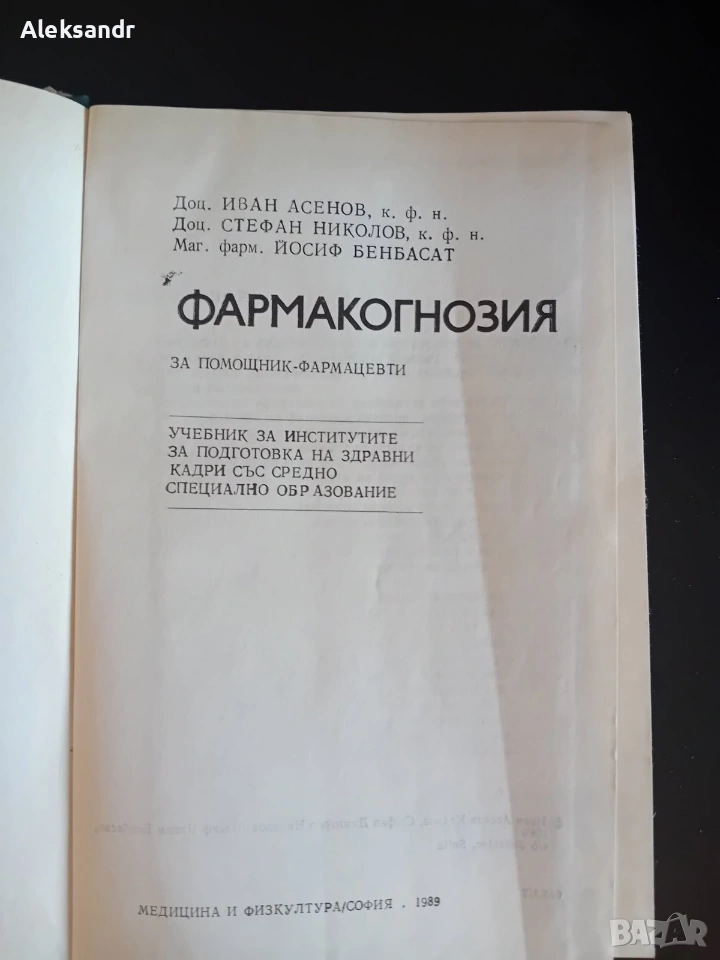 Aleksandr
Доц. ИВАН АСЕНОВ, к. ф. н.
Доц. СТЕФАН НИКОЛОВ, к. ф. н.
Маг. фарм. ЙОСИФ БЕНБАСАТ
ФАРМАКОГНОЗИЯ
ЗА ПОМОЩНИК-ФАРМАЦЕВТИ
УЧЕБНИК ЗА ИНСТИТУТИТЕ
ЗА ПОДГОТОВКА НА ЗДРАВНИ
КАДРИ СЪС СРЕДНО
СПЕЦИАЛНО ОБРАЗОВАНИЕ
МЕДИЦИНА И ФИЗКУЛТУРА/СОФИЯ . 1989
BAZAR